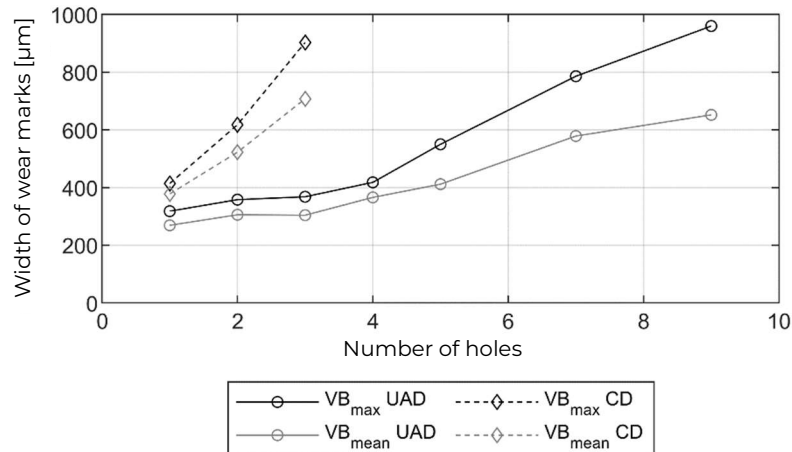 1000
800
600
400
200
0
Width of wear marks [µm]
0 2 4 6 8 10
Number of holes
VBmax UAD VBmax CD
VBmean UAD VBmean CD